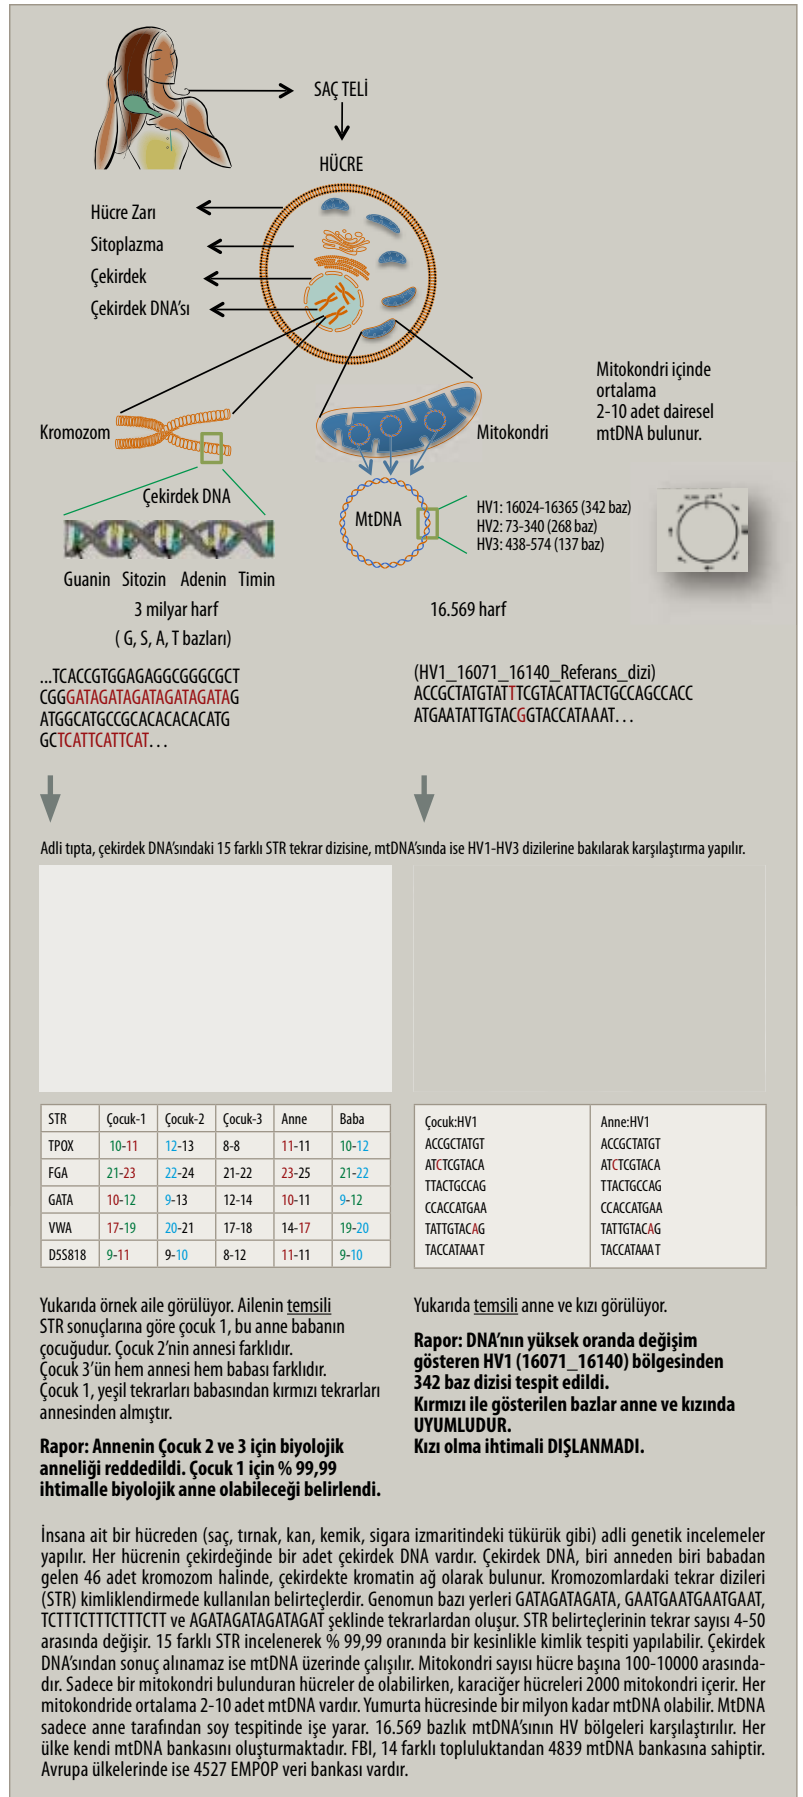 SAÇ TELİ
HÜCRE
Hücre Zarı
Sitoplazma
Çekirdek
Çekirdek DNA'sı
Mitokondri içinde
ortalama
2-10 adet dairesel
mtDNA bulunur.
Kromozom
Mitokondri
Çekirdek DNA
MtDNA
HV1: 16024-16365 (342 baz)
HV2: 73-340 (268 baz)
HV3: 438-574 (137 baz)
Guanin Sitozin Adenin Timin
3 milyar harf
( G, S, A, T bazları)
16.569 harf
...TCACCGTGGAGAGGCGGGCGCT
CGGGATAGATAGATAGATAGATAG
ATGGCATGCCGCACACACACATG
GCTCATTCATTCAT...
(HV1_16071_16140_Referans_dizi)
ACCGCTATGTATTTCGTACATTACTGCCAGCCACC
ATGAATATTGTACGGTACCATAAAT...
Adli tıpta, çekirdek DNA'sındaki 15 farklı STR tekrar dizisine, mtDNA'sında ise HV1-HV3 dizilerine bakılarak karşılaştırma yapılır.
STR Çocuk-1 Çocuk-2 Çocuk-3 Anne Baba
TPOX 10-11 12-13 8-8 11-11 10-12
FGA 21-23 22-24 21-22 23-25 21-22
GATA 10-12 9-13 12-14 10-11 9-12
VWA 17-19 20-21 17-18 14-17 19-20
D5S818 9-11 9-10 8-12 11-11 9-10
Çocuk:HV1
ACCGCTATGT
ATCTCGTACA
TTACTGCCAG
CCACCATGAA
TATTGTACAG
TACCATAAA T
Anne:HV1
ACCGCTATGT
ATCTCGTACA
TTACTGCCAG
CCACCATGAA
TATTGTACAG
TACCATAAA T
Yukarıda örnek aile görülüyor. Ailenin temsili
STR sonuçlarına göre çocuk 1, bu anne babanın
çocuğudur. Çocuk 2'nin annesi farklıdır.
Çocuk 3'ün hem annesi hem babası farklıdır.
Çocuk 1, yeşil tekrarları babasından kırmızı tekrarları
annesinden almıştır.
Rapor: Annenin Çocuk 2 ve 3 için biyolojik
anneliği reddedildi. Çocuk 1 için % 99,99
ihtimalle biyolojik anne olabileceği belirlendi.
Yukarıda temsili anne ve kızı görülüyor.
Rapor: DNA'nın yüksek oranda değişim
gösteren HV1 (16071_16140) bölgesinden
342 baz dizisi tespit edildi.
Kırmızı ile gösterilen bazlar anne ve kızında
UYUMLUDUR.
Kızı olma ihtimali DIŞLANMADI.
İnsana ait bir hücreden (saç, tırnak, kan, kemik, sigara izmaritindeki tükürük gibi) adli genetik incelemeler
yapılır. Her hücrenin çekirdeğinde bir adet çekirdek DNA vardır. Çekirdek DNA, biri anneden biri babadan
gelen 46 adet kromozom halinde, çekirdekte kromatin ağ olarak bulunur. Kromozomlardaki tekrar dizileri
(STR) kimliklendirmede kullanılan belirteçlerdir. Genomun bazı yerleri GATAGATAGATA, GAATGAATGAATGAAT,
TCTTTCTTTCTTTCTT ve AGATAGATAGATAGAT şeklinde tekrarlardan oluşur. STR belirteçlerinin tekrar sayısı 4-50
arasında değişir. 15 farklı STR incelenerek % 99,99 oranında bir kesinlikle kimlik tespiti yapılabilir. Çekirdek
DNA'sından sonuç alınamaz ise mtDNA üzerinde çalışılır. Mitokondri sayısı hücre başına 100-10000 arasında-
dır. Sadece bir mitokondri bulunduran hücreler de olabilirken, karaciğer hücreleri 2000 mitokondri içerir. Her
mitokondride ortalama 2-10 adet mtDNA vardır. Yumurta hücresinde bir milyon kadar mtDNA olabilir. MtDNA
sadece anne tarafından soy tespitinde işe yarar. 16.569 bazlık mtDNA'sının HV bölgeleri karşılaştırılır. Her
ülke kendi mtDNA bankasını oluşturmaktadır. FBI, 14 farklı topluluktandan 4839 mtDNA bankasına sahiptir.
Avrupa ülkelerinde ise 4527 EMPOP veri bankası vardır.